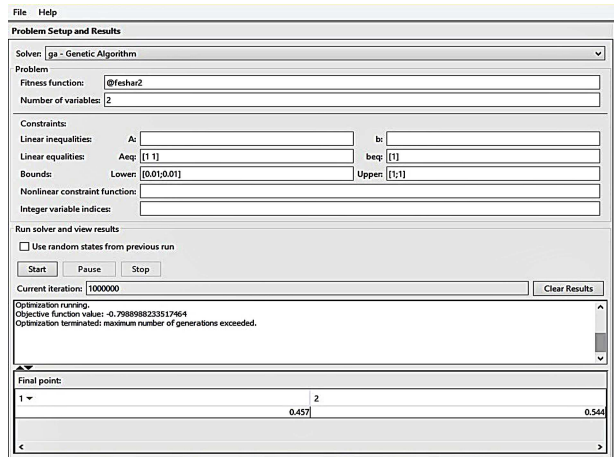 File Help
Problem Setup and Results
Solver: ga - Genetic Algorithm
Problem
Fitness function: @feshar2
Number of variables: 2
Constraints:
Linear inequalities: A: b:
Linear equalities: Aeq: [1 1] beq: [1]
Bounds: Lower: [0.01;0.01] Upper: [1;1]
Nonlinear constraint function:
Integer variable indices:
Run solver and view results
Use random states from previous run
Start Pause Stop
Current iteration: 1000000 Clear Results
Optimization running.
Objective function value: -0.7988988233517464
Optimization terminated: maximum number of generations exceeded.
Final point:
1 2
0.457 0.544